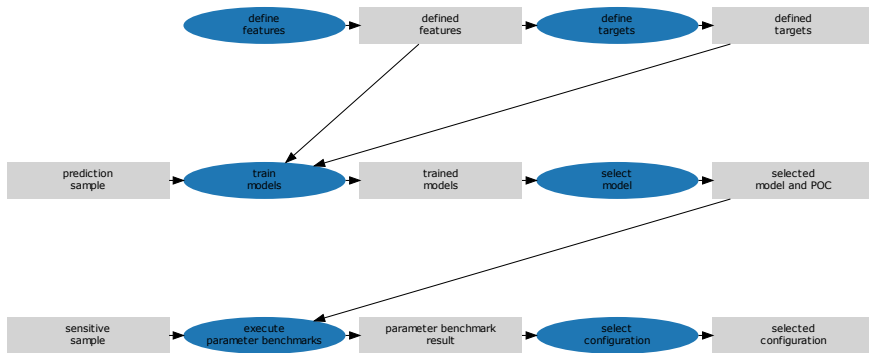 define
features
defined
features
define
targets
defined
targets
prediction
sample
train
models
trained
models
select
model
selected
model and POC
sensitive
sample
execute
parameter benchmarks
parameter benchmark
result
select
configuration
selected
configuration